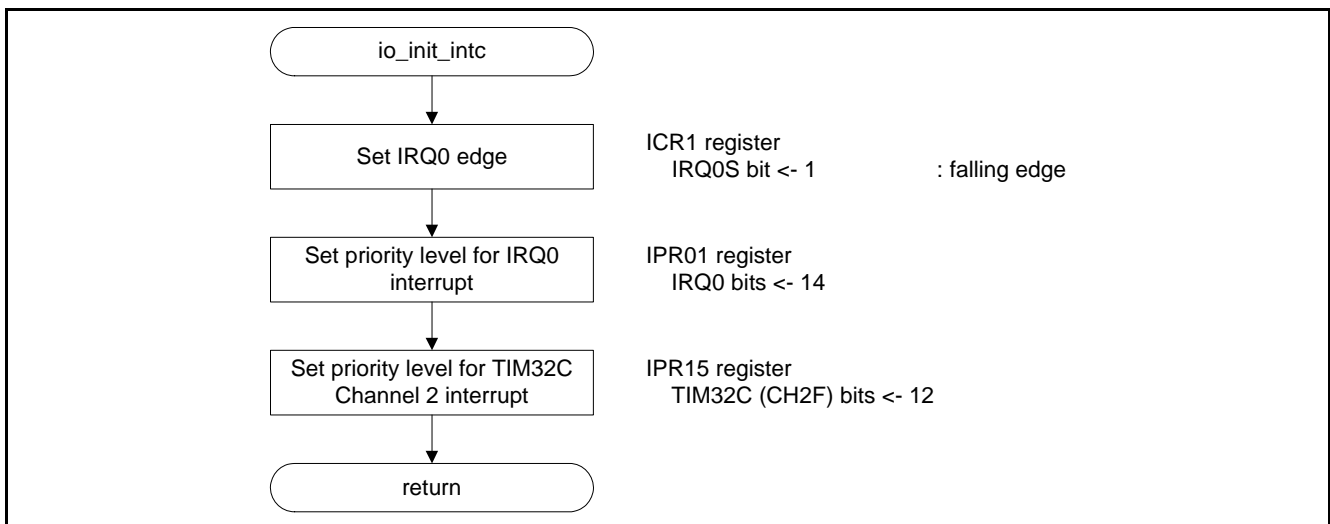 io_init_intc
Set IRQ0 edge
ICR1 register
IRQ0S bit <- 1 : falling edge
Set priority level for IRQ0
interrupt
IPR01 register
IRQ0 bits <- 14
Set priority level for TIM32C
Channel 2 interrupt
IPR15 register
TIM32C (CH2F) bits <- 12
return